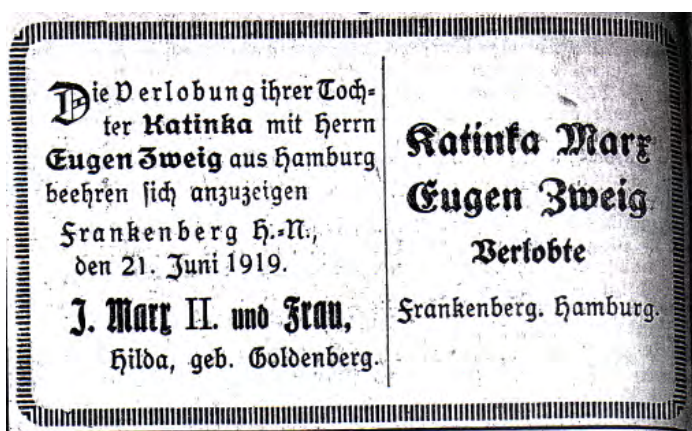 Die Verlobung ihrer Toch-
ter Katinka mit Herrn
Eugen Zweig aus Hamburg
beehren sich anzuzeigen
Frankenberg H.-N.,
den 21. Juni 1919.
J. Marx II. und Frau,
Hilda, geb. Goldenberg.
Katinka Marx
Eugen Zweig
Verlobte
Frankenberg. Hamburg.